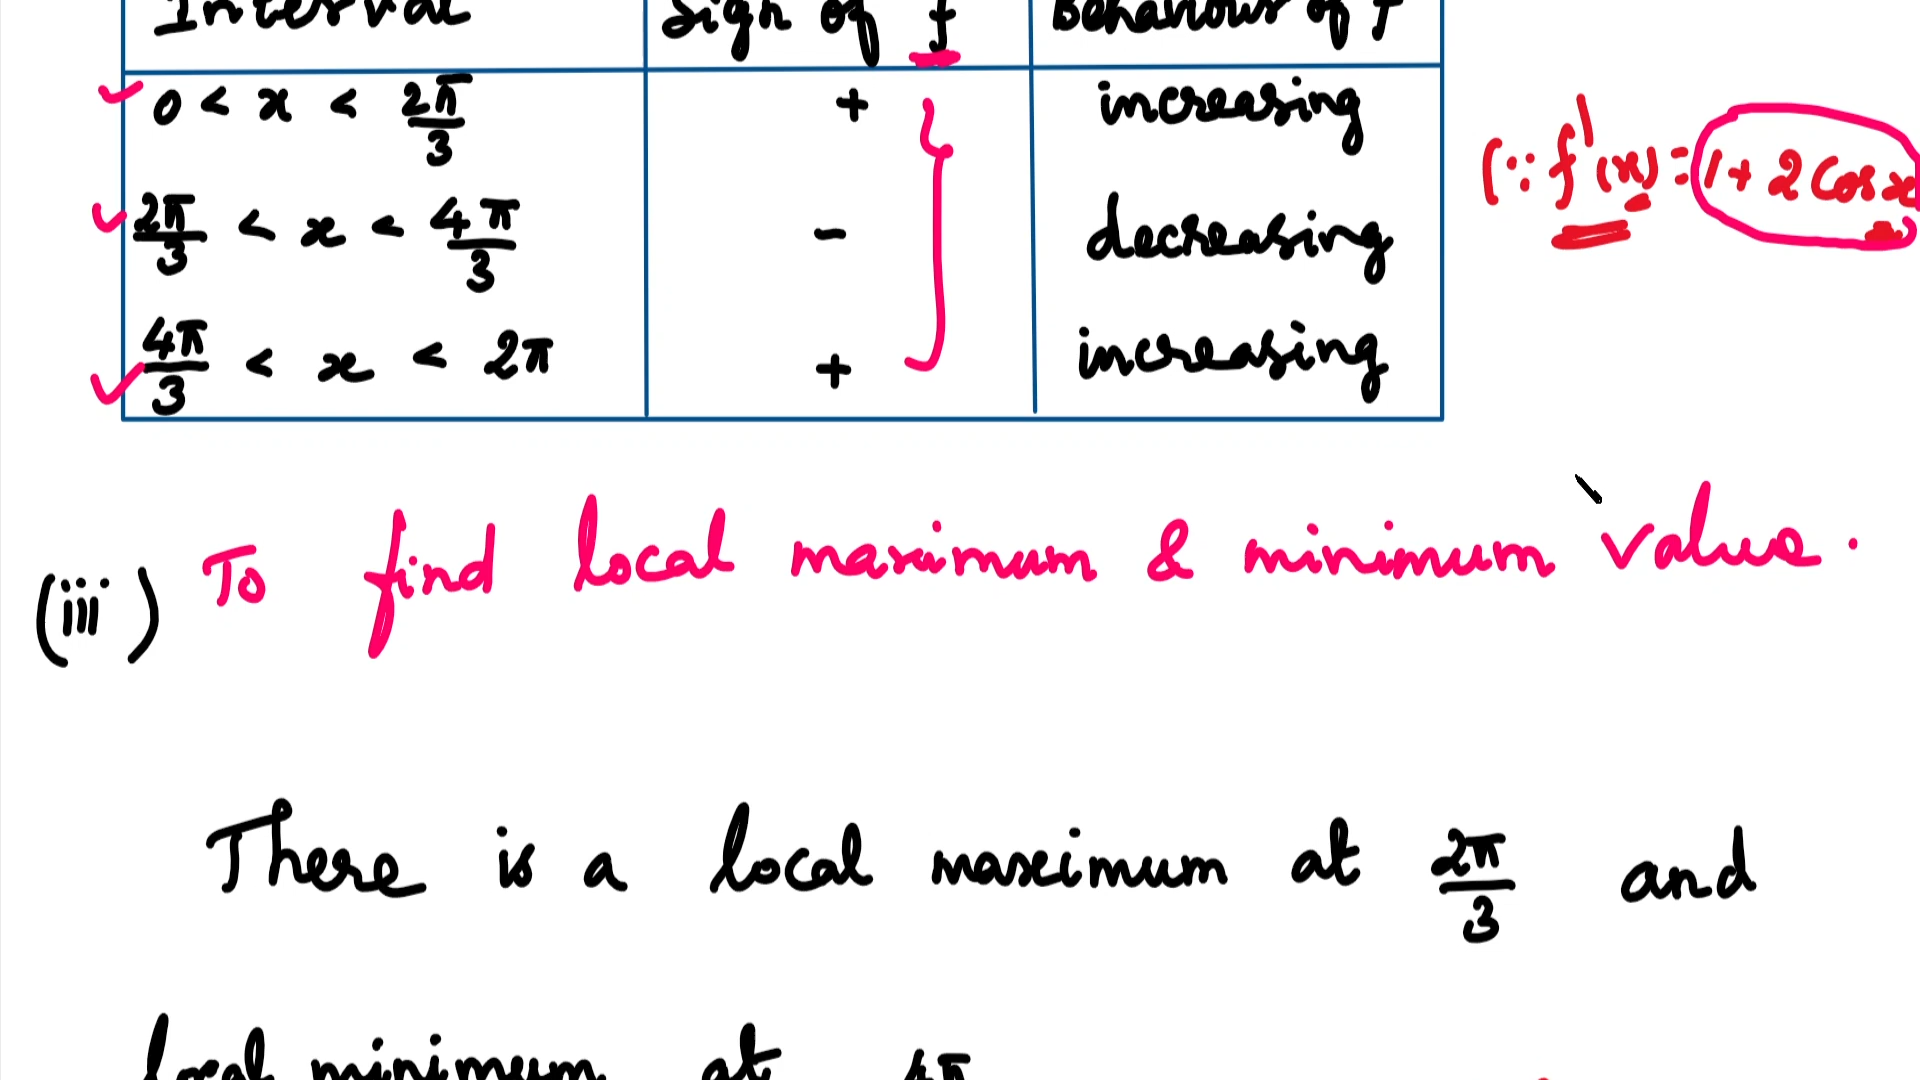 Interval Sign of f Behaviour of f
0 < x < 2π/3 + increasing
(∵ f'(x) = 1 + 2 Cos x)
2π/3 < x < 4π/3 - decreasing
4π/3 < x < 2π + increasing
(iii) To find local maximum & minimum value.
There is a local maximum at 2π/3 and
local minimum at 4π